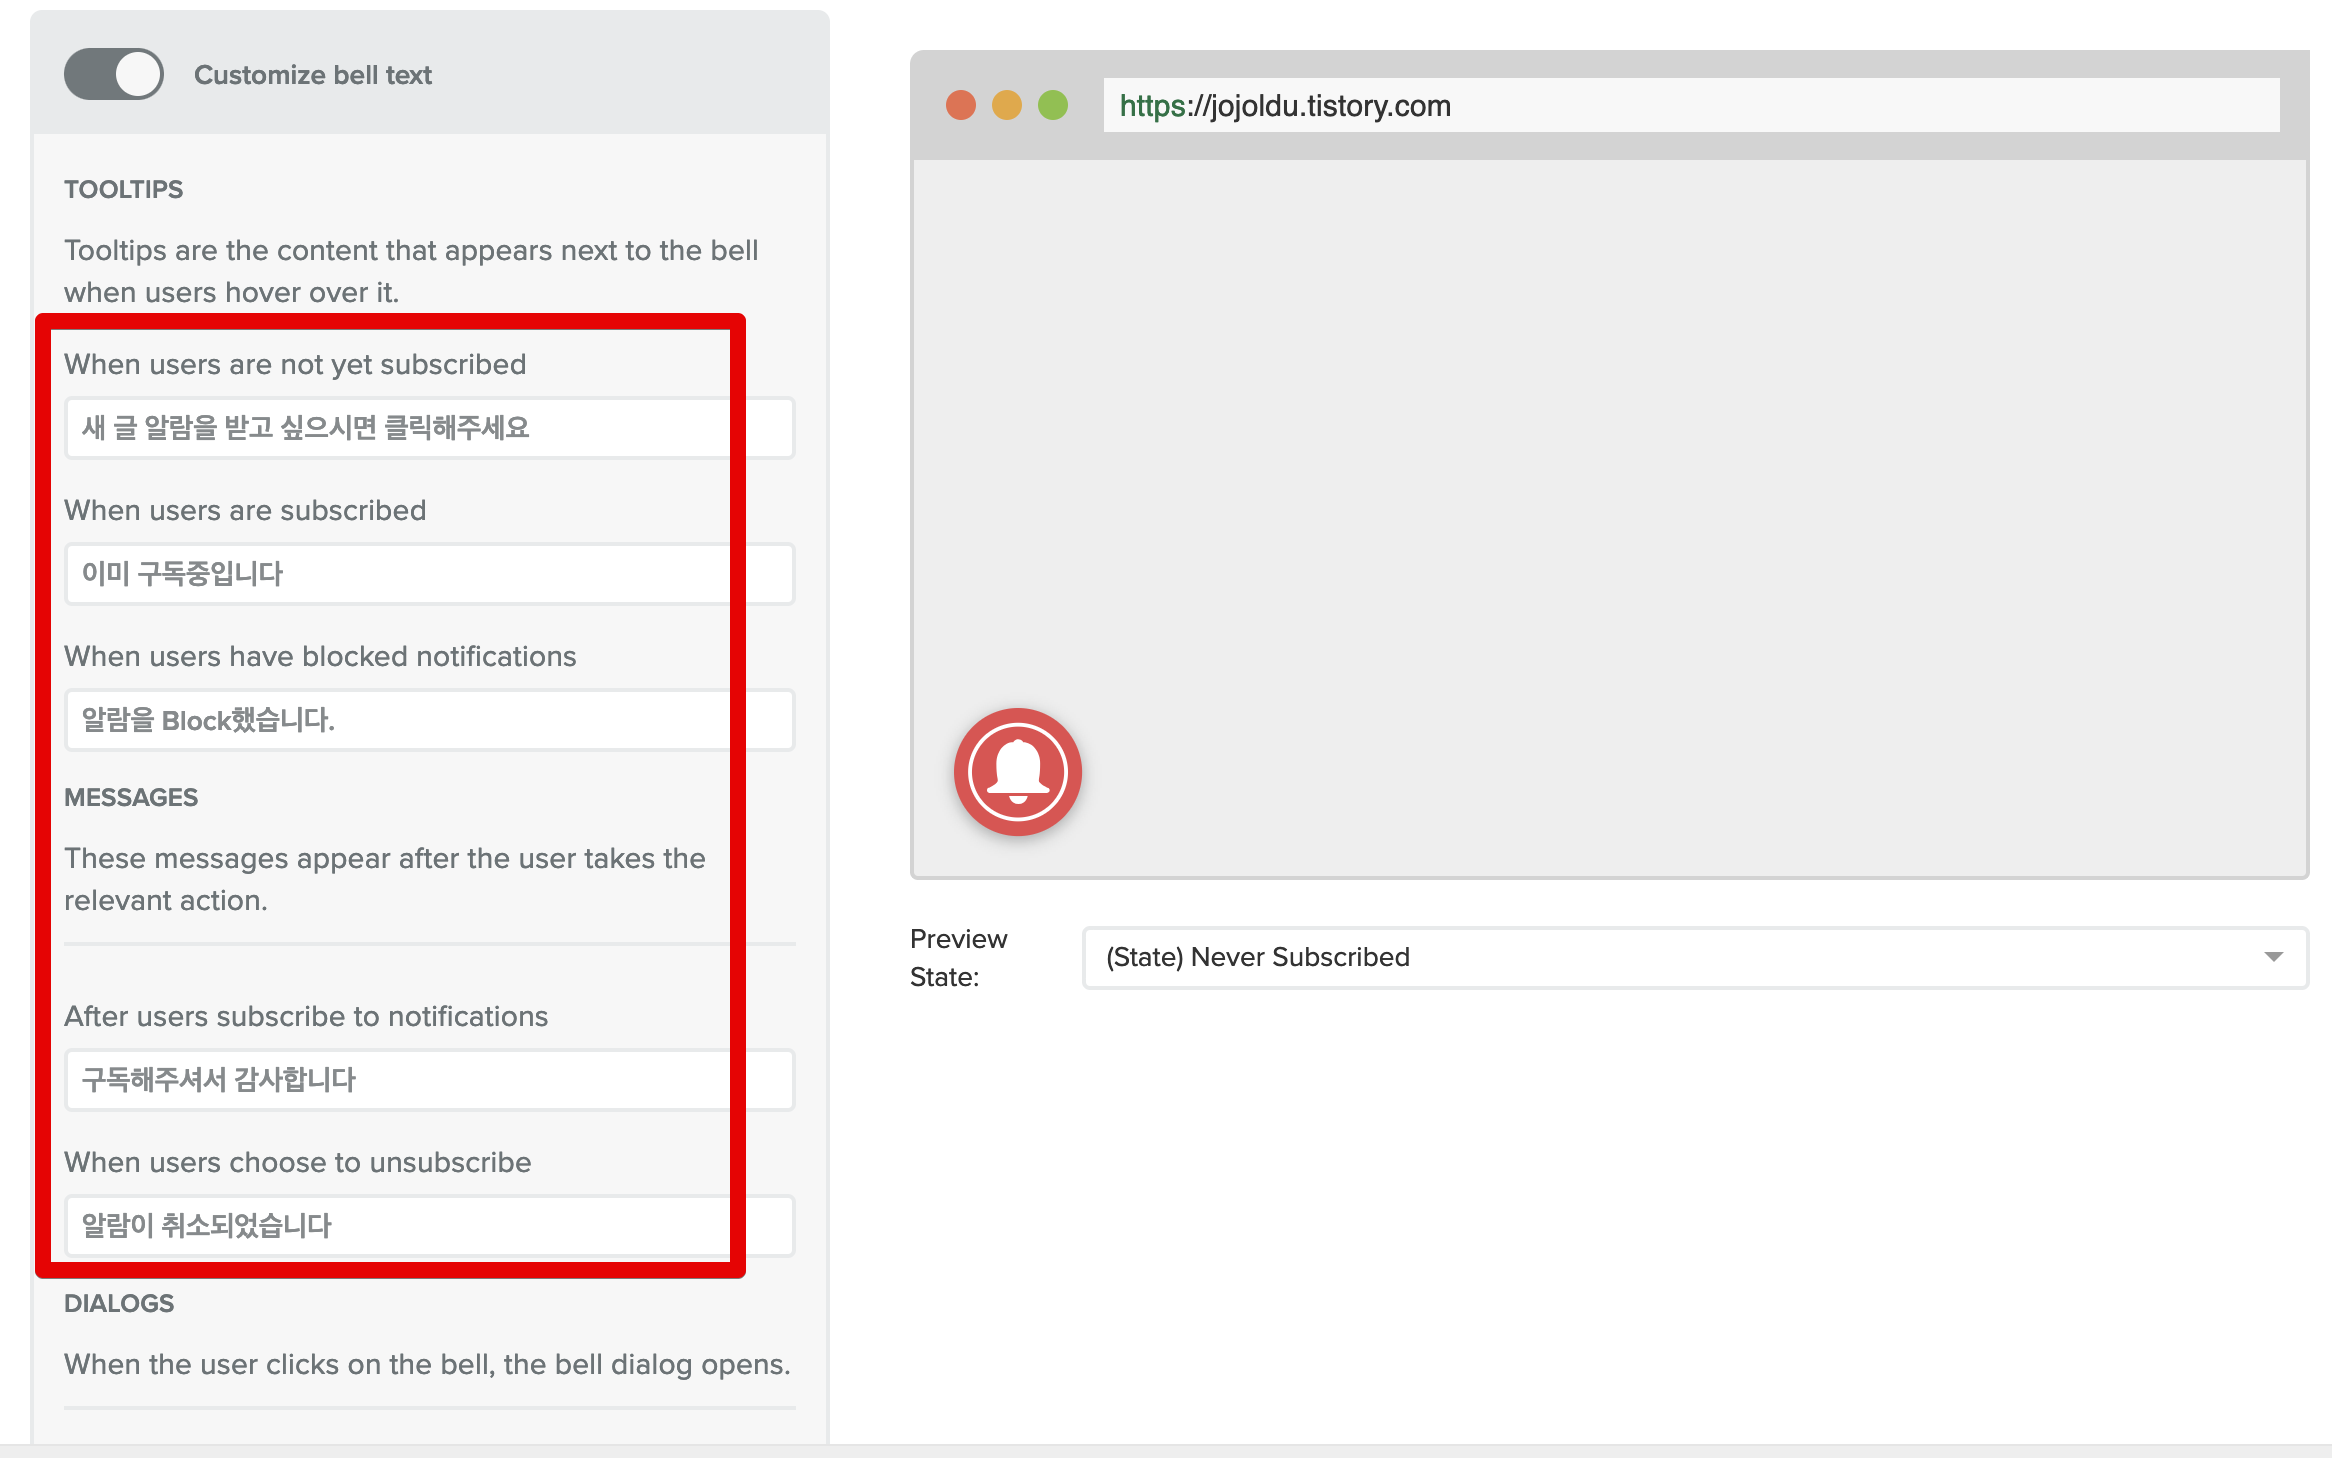 Customize bell text
TOOLTIPS
Tooltips are the content that appears next to the bell
when users hover over it.
When users are not yet subscribed
새 글 알람을 받고 싶으시면 클릭해주세요
When users are subscribed
이미 구독중입니다
When users have blocked notifications
알람을 Block했습니다.
MESSAGES
These messages appear after the user takes the
relevant action.
After users subscribe to notifications
구독해주셔서 감사합니다
When users choose to unsubscribe
알람이 취소되었습니다
DIALOGS
When the user clicks on the bell, the bell dialog opens.
https://jojoldu.tistory.com
Preview
State:
(State) Never Subscribed